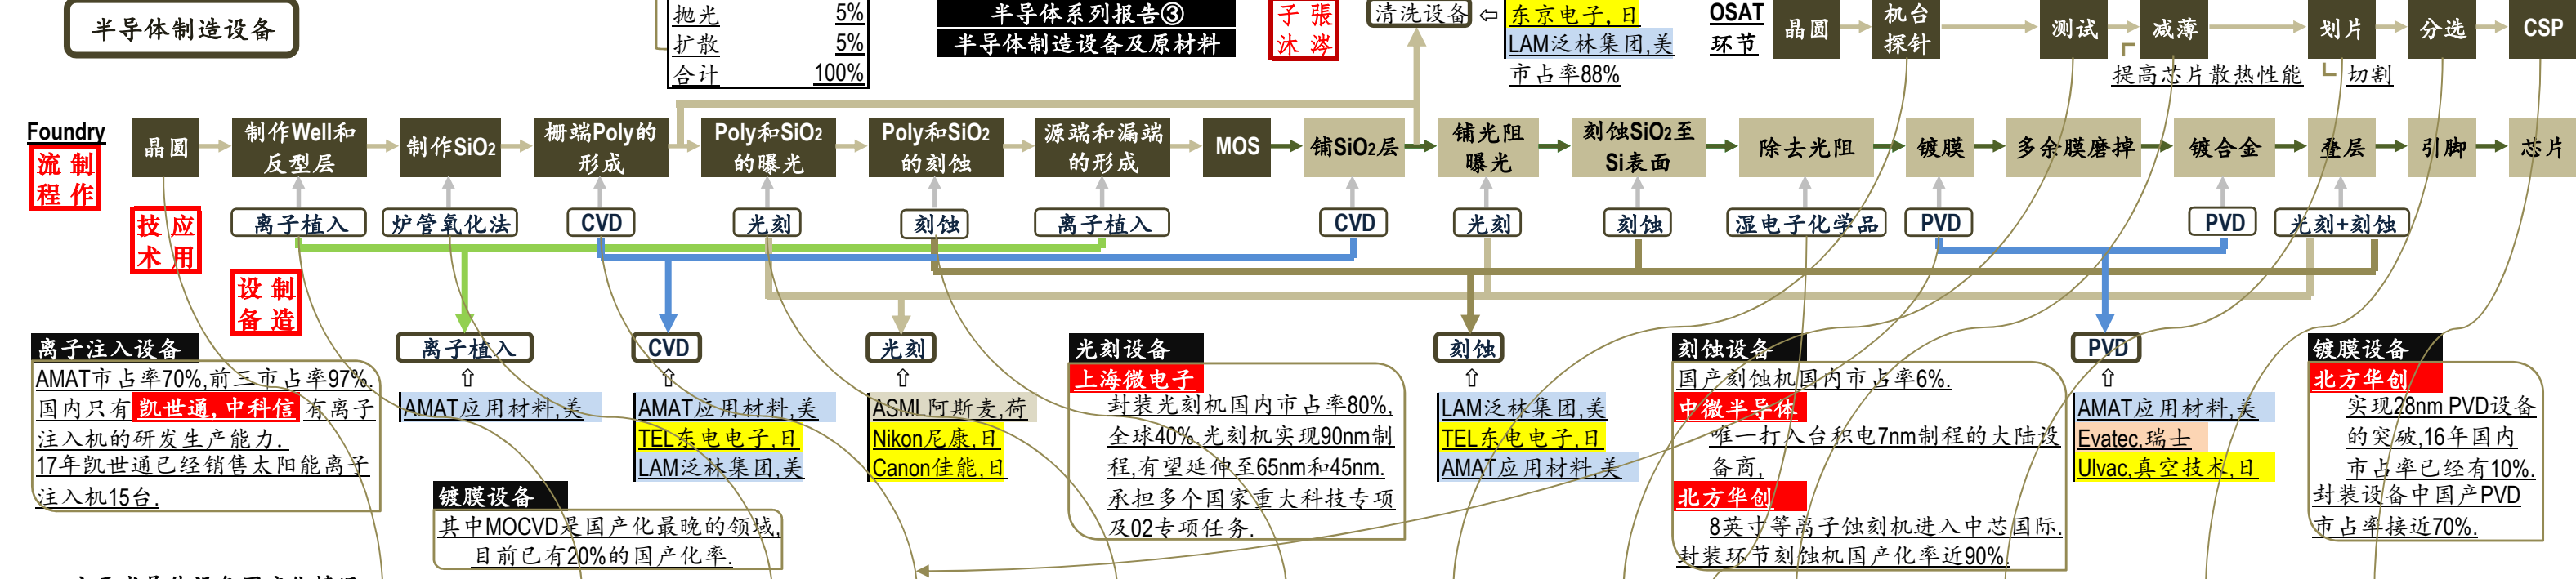 半导体制造设备
抛光 5%
扩散 5%
合计 100%
半导体系列报告③
半导体制造设备及原材料
子 張
沐 涔
清洗设备
⇦
东京电子, 日
LAM泛林集团,美
市占率88%
OSAT
环节
晶圆
机台
探针
测试
减薄
划片
分选
CSP
提高芯片散热性能
切割
Foundry
流 制
程 作
晶圆
制作Well和
反型层
制作SiO2
栅端Poly的
形成
Poly和SiO2
的曝光
Poly和SiO2
的刻蚀
源端和漏端
的形成
MOS
铺SiO2层
铺光阻
曝光
刻蚀SiO2至
Si表面
除去光阻
镀膜
多余膜磨掉
镀合金
叠层
引脚
芯片
技 应
术 用
离子植入
炉管氧化法
CVD
光刻
刻蚀
离子植入
CVD
光刻
刻蚀
湿电子化学品
PVD
PVD
光刻+刻蚀
设 制
备 造
离子注入设备
AMAT市占率70%,前三市占率97%.
国内只有 凯世通, 中科信 有离子
注入机的研发生产能力.
17年凯世通已经销售太阳能离子
注入机15台.
离子植入
⇧
AMAT应用材料,美
镀膜设备
其中MOCVD是国产化最晚的领域,
目前已有20%的国产化率.
CVD
⇧
AMAT应用材料,美
TEL东电电子,日
LAM泛林集团,美
光刻
⇧
ASML阿斯麦,荷
Nikon尼康,日
Canon佳能,日
光刻设备
上海微电子
封装光刻机国内市占率80%,
全球40%.光刻机实现90nm制
程,有望延伸至65nm和45nm.
承担多个国家重大科技专项
及02专项任务.
刻蚀
⇧
LAM泛林集团,美
TEL东电电子,日
AMAT应用材料,美
刻蚀设备
国产刻蚀机国内市占率6%.
中微半导体
唯一打入台积电7nm制程的大陆设
备商,
北方华创
8英寸等离子蚀刻机进入中芯国际.
封装环节刻蚀机国产化率近90%.
PVD
⇧
AMAT应用材料,美
Evatec,瑞士
Ulvac,真空技术,日
镀膜设备
北方华创
实现28nm PVD设备
的突破,16年国内
市占率已经有10%.
封装设备中国产PVD
市占率接近70%.